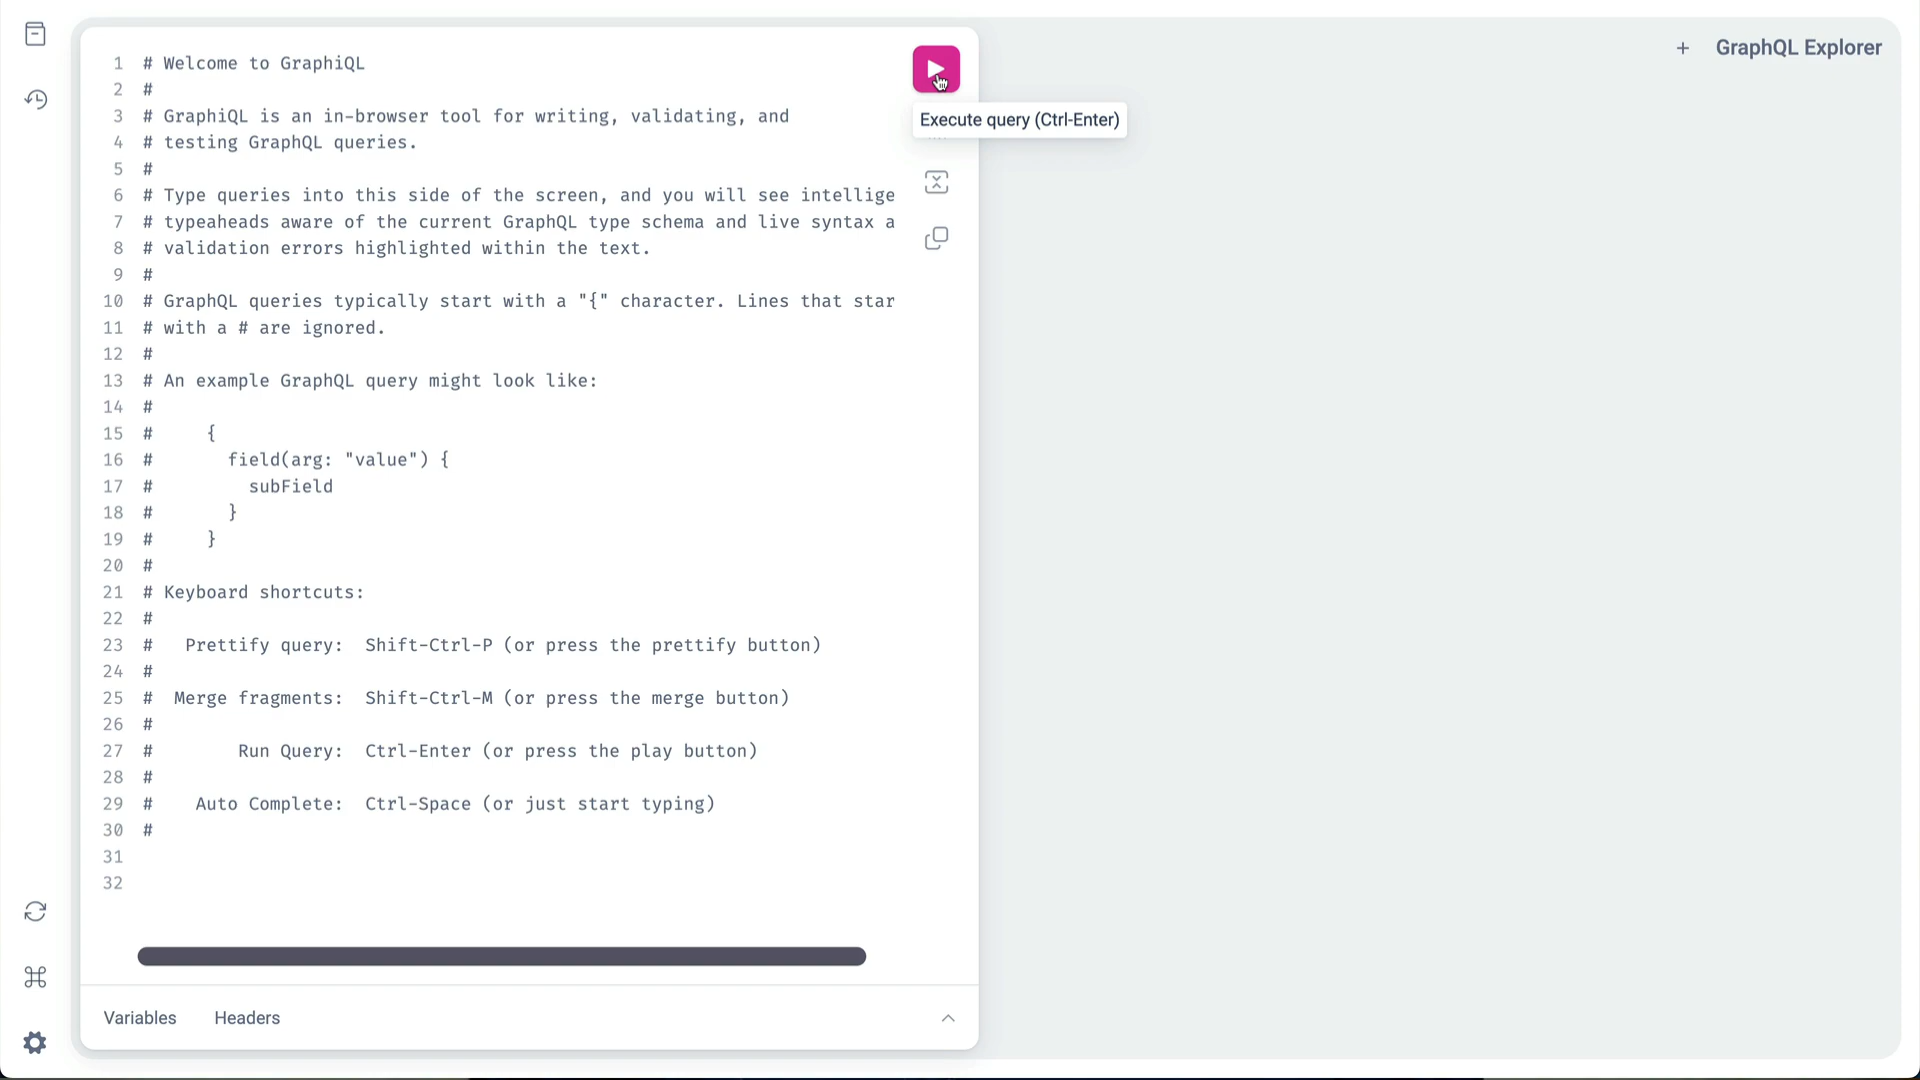 1 # Welcome to GraphiQL
2 #
3 # GraphiQL is an in-browser tool for writing, validating, and
4 # testing GraphQL queries.
5 #
6 # Type queries into this side of the screen, and you will see intellige
7 # typeaheads aware of the current GraphQL type schema and live syntax a
8 # validation errors highlighted within the text.
9 #
10 # GraphQL queries typically start with a "{" character. Lines that star
11 # with a # are ignored.
12 #
13 # An example GraphQL query might look like:
14 #
15 #     {
16 #       field(arg: "value") {
17 #         subField
18 #       }
19 #     }
20 #
21 # Keyboard shortcuts:
22 #
23 #   Prettify query:  Shift-Ctrl-P (or press the prettify button)
24 #
25 #  Merge fragments:  Shift-Ctrl-M (or press the merge button)
26 #
27 #        Run Query:  Ctrl-Enter (or press the play button)
28 #
29 #    Auto Complete:  Ctrl-Space (or just start typing)
30 #
31
32
Variables Headers
Execute query (Ctrl-Enter)
+ GraphQL Explorer